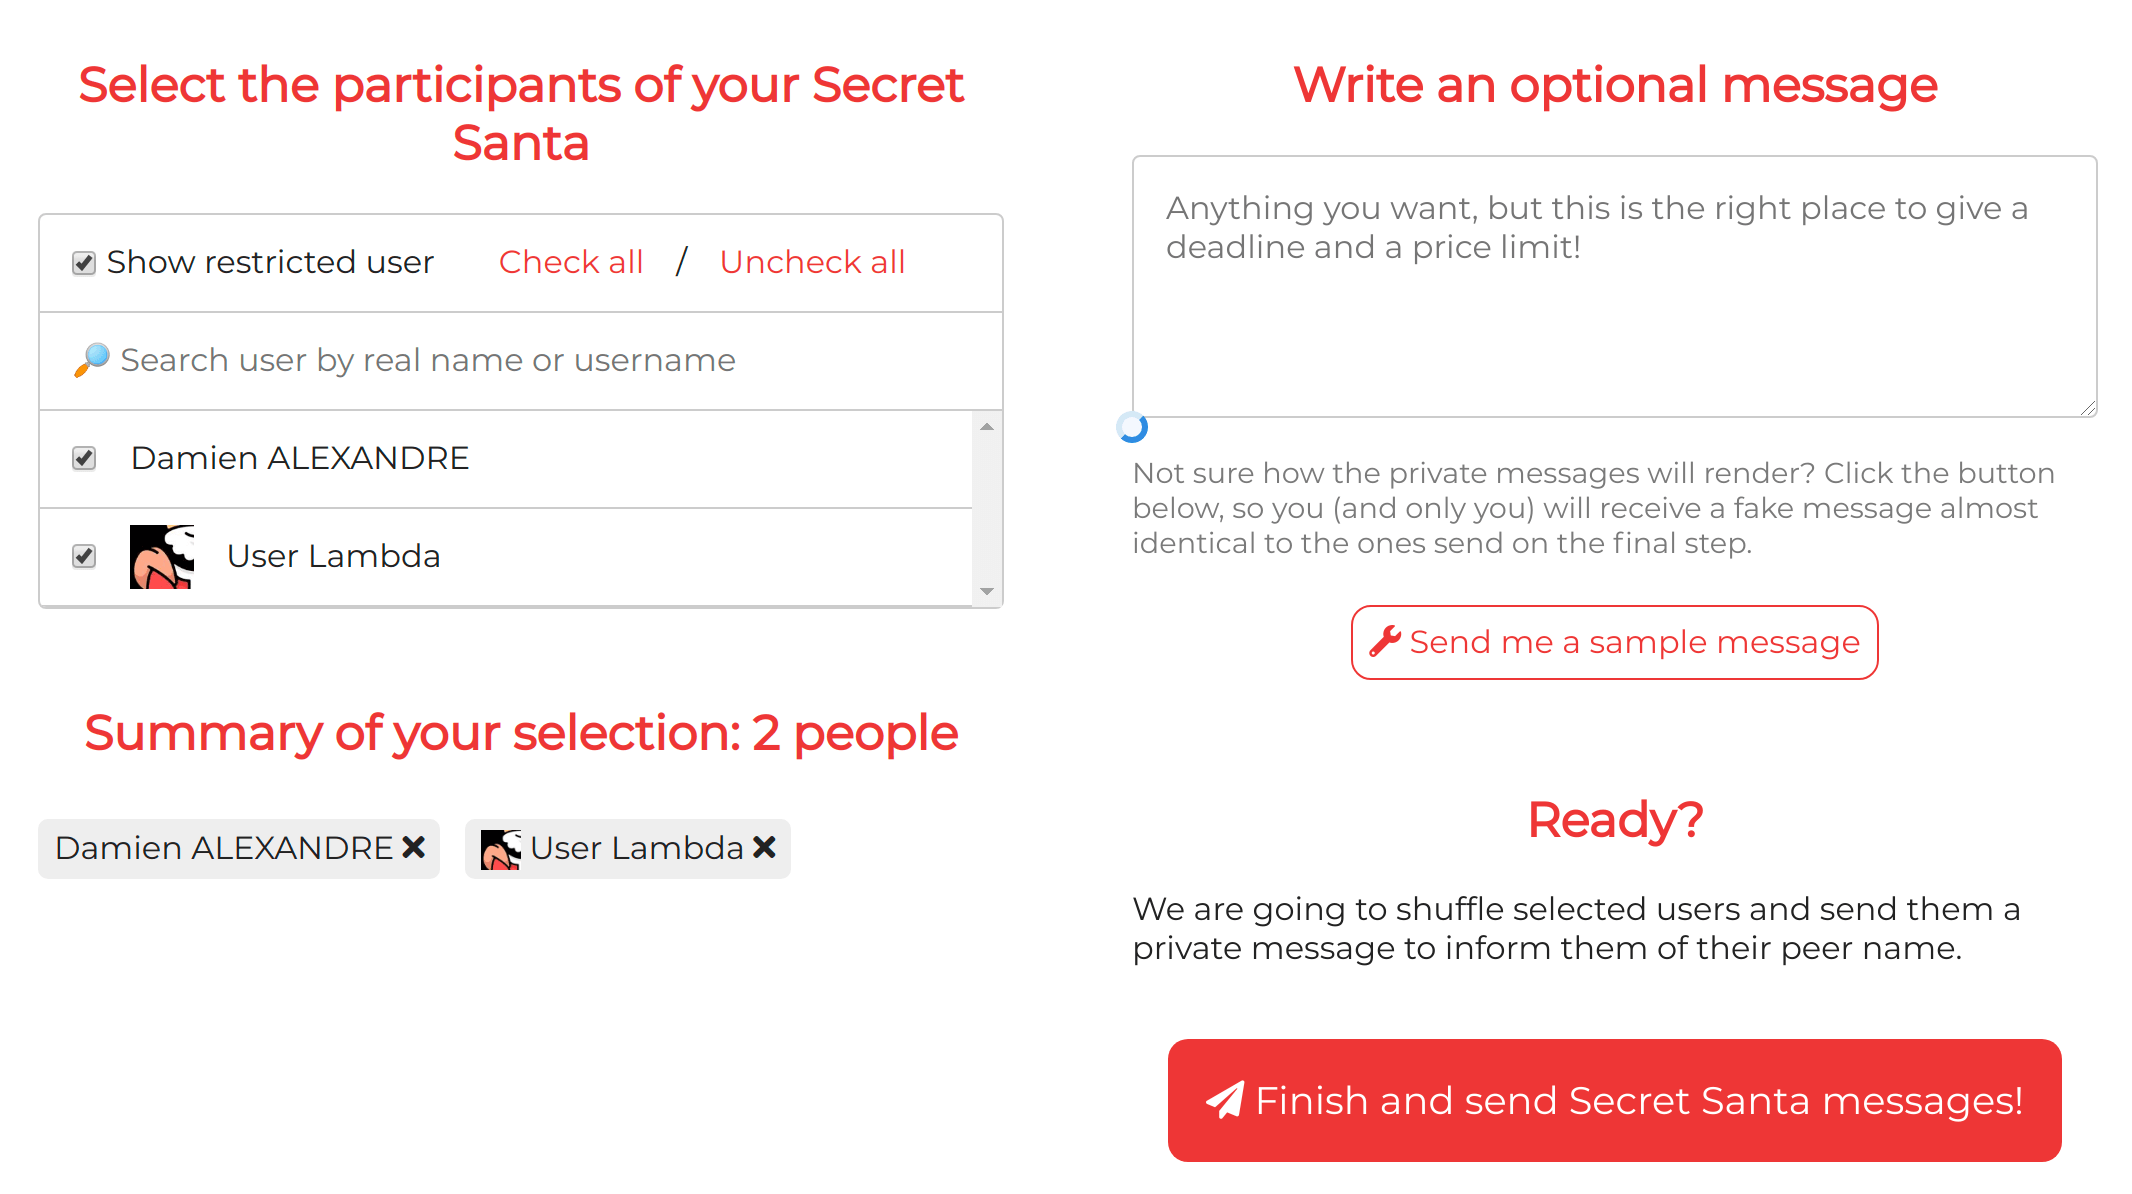 Select the participants of your Secret
Santa
Show restricted user Check all / Uncheck all
Search user by real name or username
Damien ALEXANDRE
User Lambda
Summary of your selection: 2 people
Damien ALEXANDRE User Lambda
Write an optional message
Anything you want, but this is the right place to give a
deadline and a price limit!
Not sure how the private messages will render? Click the button
below, so you (and only you) will receive a fake message almost
identical to the ones send on the final step.
Send me a sample message
Ready?
We are going to shuffle selected users and send them a
private message to inform them of their peer name.
Finish and send Secret Santa messages!